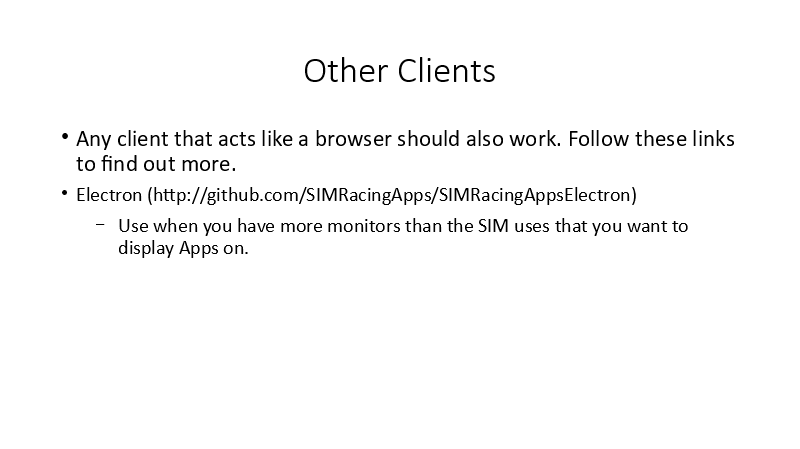 Other Clients
• Any client that acts like a browser should also work. Follow these links
to find out more.
• Electron (http://github.com/SIMRacingApps/SIMRacingAppsElectron)
– Use when you have more monitors than the SIM uses that you want to
display Apps on.